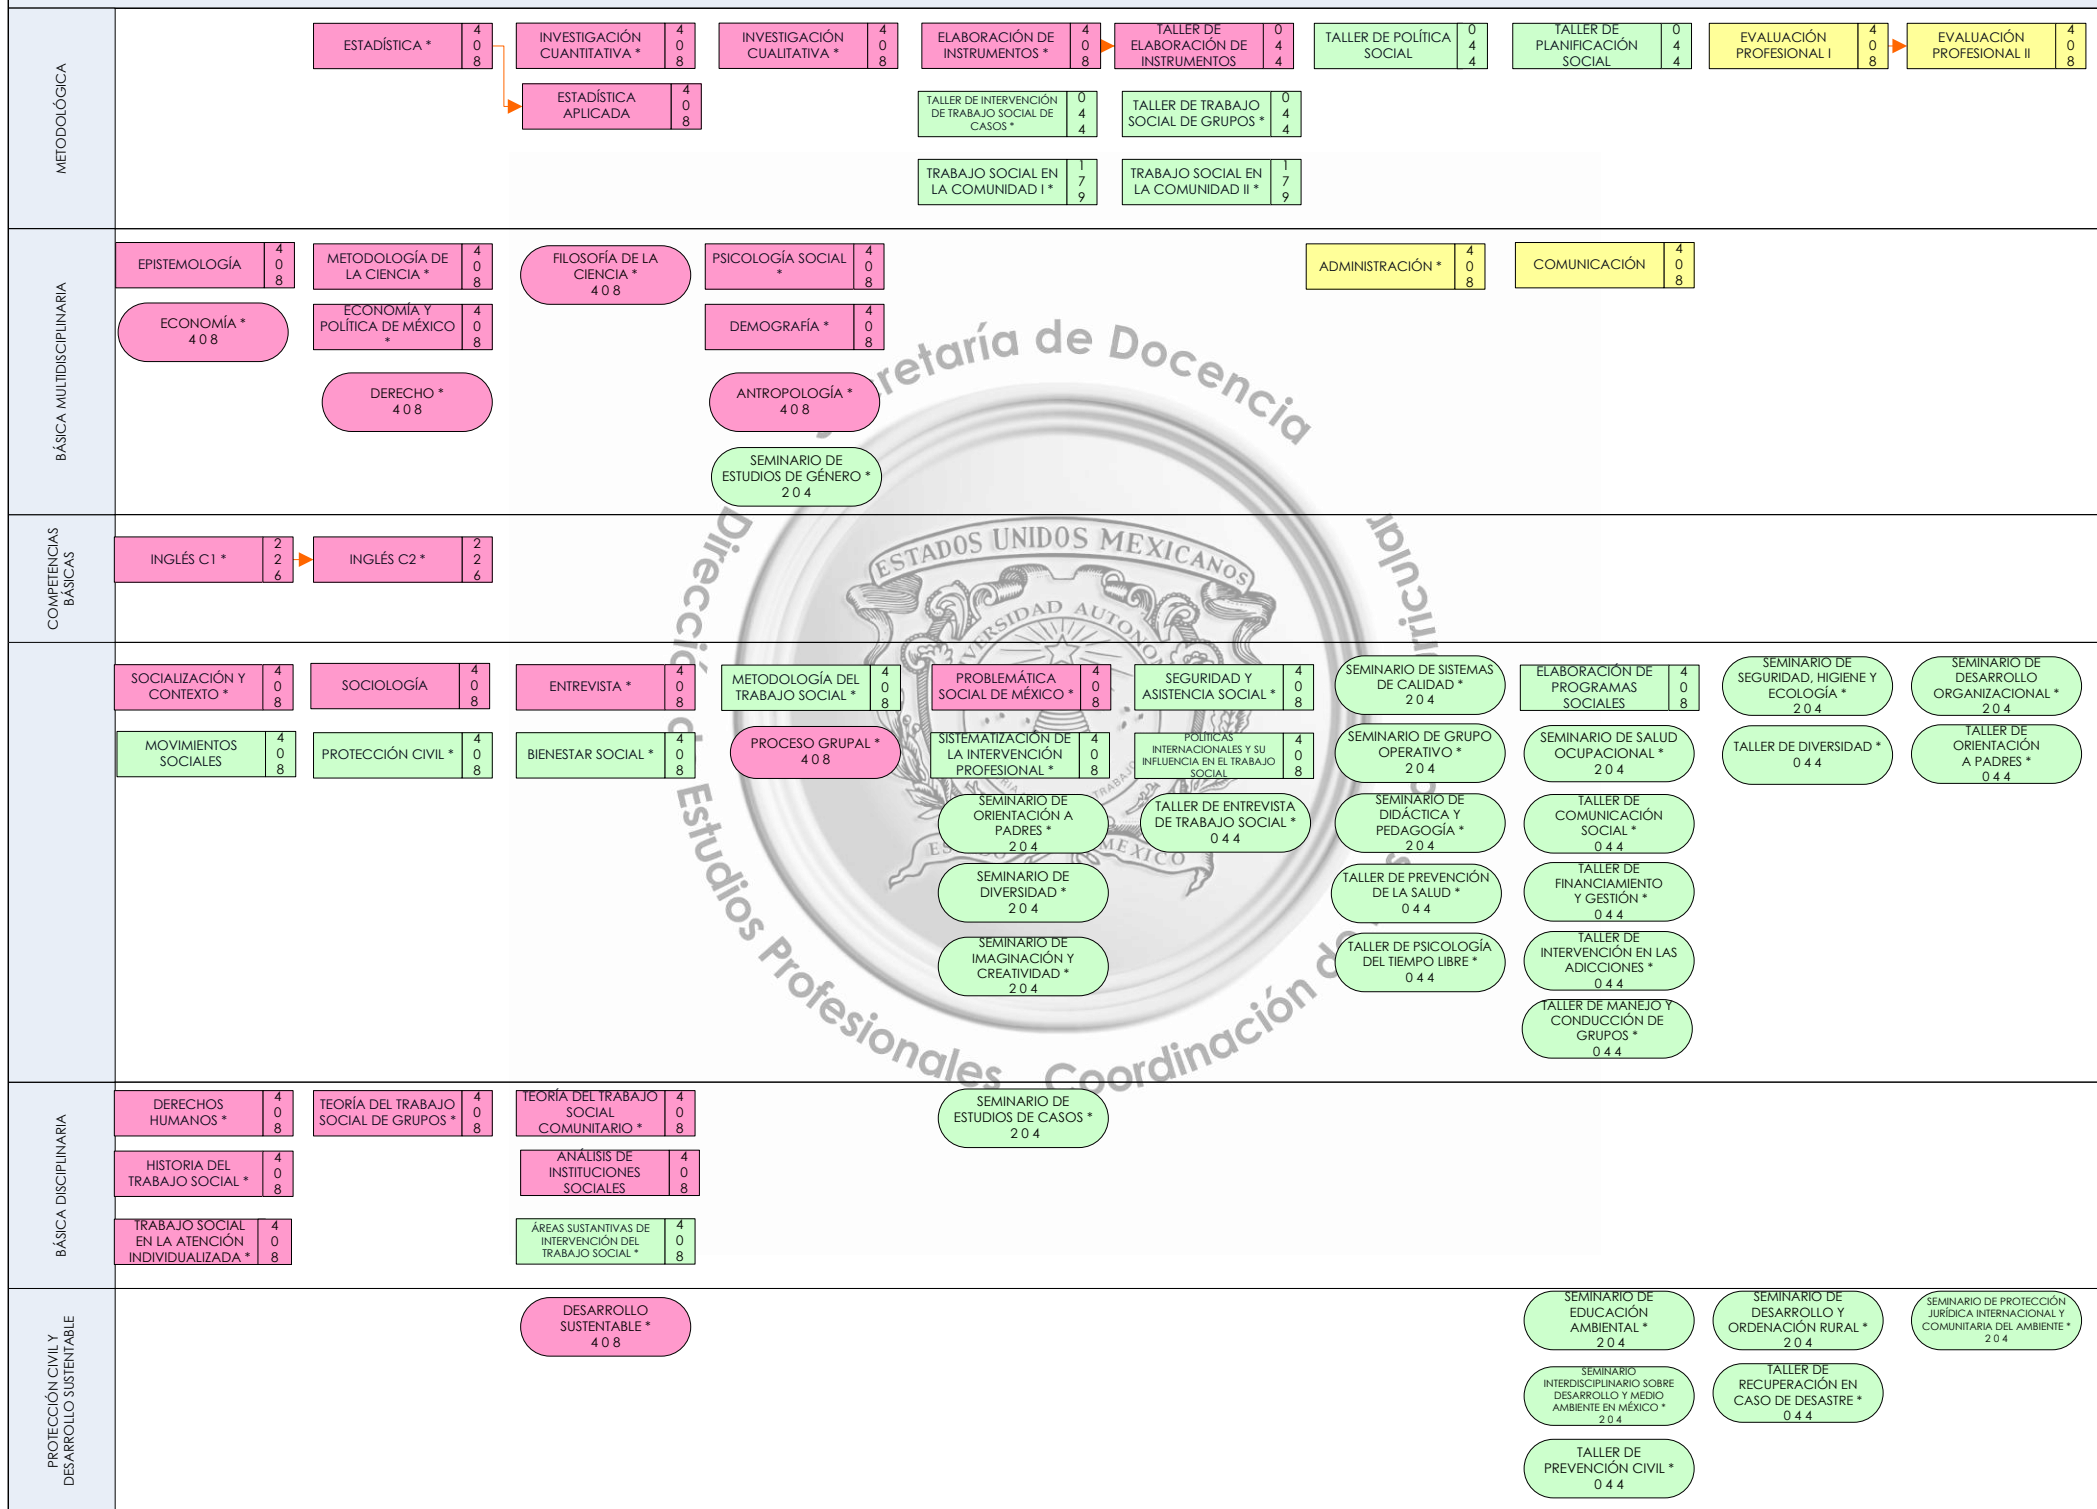 METODOLÓGICA
ESTADÍSTICA *
4
0
8
INVESTIGACIÓN
CUANTITATIVA *
4
0
8
INVESTIGACIÓN
CUALITATIVA *
4
0
8
ELABORACIÓN DE
INSTRUMENTOS *
4
0
8
TALLER DE
ELABORACIÓN DE
INSTRUMENTOS
0
4
4
TALLER DE POLÍTICA
SOCIAL
0
4
4
TALLER DE
PLANIFICACIÓN
SOCIAL
0
4
4
EVALUACIÓN
PROFESIONAL I
4
0
8
EVALUACIÓN
PROFESIONAL II
4
0
8
ESTADÍSTICA
APLICADA
4
0
8
TALLER DE INTERVENCIÓN
DE TRABAJO SOCIAL DE
CASOS *
0
4
4
TALLER DE TRABAJO
SOCIAL DE GRUPOS *
0
4
4
TRABAJO SOCIAL EN
LA COMUNIDAD I *
1
7
9
TRABAJO SOCIAL EN
LA COMUNIDAD II *
1
7
9
BÁSICA MULTIDISCIPLINARIA
EPISTEMOLOGÍA
4
0
8
METODOLOGÍA DE
LA CIENCIA *
4
0
8
FILOSOFÍA DE LA
CIENCIA *
4 0 8
PSICOLOGÍA SOCIAL
*
4
0
8
ADMINISTRACIÓN *
4
0
8
COMUNICACIÓN
4
0
8
ECONOMÍA *
4 0 8
ECONOMÍA Y
POLÍTICA DE MÉXICO
*
4
0
8
DEMOGRAFÍA *
4
0
8
DERECHO *
4 0 8
ANTROPOLOGÍA *
4 0 8
SEMINARIO DE
ESTUDIOS DE GÉNERO *
2 0 4
COMPETENCIAS
BÁSICAS
INGLÉS C1 *
2
2
6
INGLÉS C2 *
2
2
6
SOCIALIZACIÓN Y
CONTEXTO *
4
0
8
SOCIOLOGÍA
4
0
8
ENTREVISTA *
4
0
8
METODOLOGÍA DEL
TRABAJO SOCIAL *
4
0
8
PROBLEMÁTICA
SOCIAL DE MÉXICO *
4
0
8
SEGURIDAD Y
ASISTENCIA SOCIAL *
4
0
8
SEMINARIO DE SISTEMAS
DE CALIDAD *
2 0 4
ELABORACIÓN DE
PROGRAMAS
SOCIALES
4
0
8
SEMINARIO DE
SEGURIDAD, HIGIENE Y
ECOLOGÍA *
2 0 4
SEMINARIO DE
DESARROLLO
ORGANIZACIONAL *
2 0 4
MOVIMIENTOS
SOCIALES
4
0
8
PROTECCIÓN CIVIL *
4
0
8
BIENESTAR SOCIAL *
4
0
8
PROCESO GRUPAL *
4 0 8
SISTEMATIZACIÓN DE
LA INTERVENCIÓN
PROFESIONAL *
4
0
8
POLÍTICAS
INTERNACIONALES Y SU
INFLUENCIA EN EL TRABAJO
SOCIAL
4
0
8
SEMINARIO DE GRUPO
OPERATIVO *
2 0 4
SEMINARIO DE SALUD
OCUPACIONAL *
2 0 4
TALLER DE DIVERSIDAD *
0 4 4
TALLER DE
ORIENTACIÓN
A PADRES *
0 4 4
SEMINARIO DE
ORIENTACIÓN A
PADRES *
2 0 4
TALLER DE ENTREVISTA
DE TRABAJO SOCIAL *
0 4 4
SEMINARIO DE
DIDÁCTICA Y
PEDAGOGÍA *
2 0 4
TALLER DE
COMUNICACIÓN
SOCIAL *
0 4 4
SEMINARIO DE
DIVERSIDAD *
2 0 4
TALLER DE PREVENCIÓN
DE LA SALUD *
0 4 4
TALLER DE
FINANCIAMIENTO
Y GESTIÓN *
0 4 4
SEMINARIO DE
IMAGINACIÓN Y
CREATIVIDAD *
2 0 4
TALLER DE PSICOLOGÍA
DEL TIEMPO LIBRE *
0 4 4
TALLER DE
INTERVENCIÓN EN LAS
ADICCIONES *
0 4 4
TALLER DE MANEJO Y
CONDUCCIÓN DE
GRUPOS *
0 4 4
BÁSICA DISCIPLINARIA
DERECHOS
HUMANOS *
4
0
8
TEORÍA DEL TRABAJO
SOCIAL DE GRUPOS *
4
0
8
TEORÍA DEL TRABAJO
SOCIAL
COMUNITARIO *
4
0
8
SEMINARIO DE
ESTUDIOS DE CASOS *
2 0 4
HISTORIA DEL
TRABAJO SOCIAL *
4
0
8
ANÁLISIS DE
INSTITUCIONES
SOCIALES
4
0
8
TRABAJO SOCIAL
EN LA ATENCIÓN
INDIVIDUALIZADA *
4
0
8
ÁREAS SUSTANTIVAS DE
INTERVENCIÓN DEL
TRABAJO SOCIAL *
4
0
8
PROTECCIÓN CIVIL Y
DESARROLLO SUSTENTABLE
DESARROLLO
SUSTENTABLE *
4 0 8
SEMINARIO DE
EDUCACIÓN
AMBIENTAL *
2 0 4
SEMINARIO DE
DESARROLLO Y
ORDENACIÓN RURAL *
2 0 4
SEMINARIO DE PROTECCIÓN
JURÍDICA INTERNACIONAL Y
COMUNITARIA DEL AMBIENTE *
2 0 4
SEMINARIO
INTERDISCIPLINARIO SOBRE
DESARROLLO Y MEDIO
AMBIENTE EN MÉXICO *
2 0 4
TALLER DE
RECUPERACIÓN EN
CASO DE DESASTRE *
0 4 4
TALLER DE
PREVENCIÓN CIVIL *
0 4 4
de Docencia
Estudios Profesionales
Coordinación
ESTADOS UNIDOS MEXICANOS